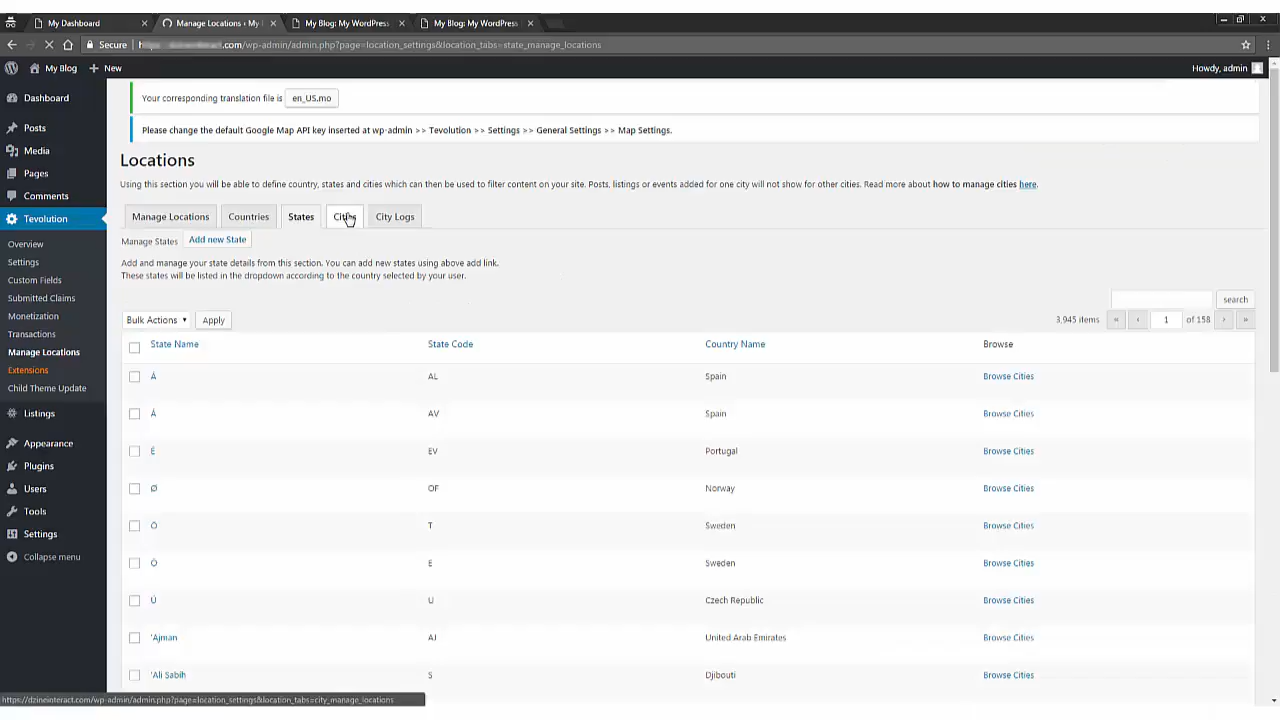 My Dashboard
Manage Locations ‹ My
My Blog: My WordPress
My Blog: My WordPress
Secure
.com/wp-admin/admin.php?page=location_settings&location_tabs=state_manage_locations
My Blog
New
Howdy, admin
Dashboard
Posts
Media
Pages
Comments
Tevolution
Overview
Settings
Custom Fields
Submitted Claims
Monetization
Transactions
Manage Locations
Extensions
Child Theme Update
Listings
Appearance
Plugins
Users
Tools
Settings
Collapse menu
Your corresponding translation file is en_US.mo
Please change the default Google Map API key inserted at wp-admin >> Tevolution >> Settings >> General Settings >> Map Settings.
Locations
Using this section you will be able to define country, states and cities which can then be used to filter content on your site. Posts, listings or events added for one city will not show for other cities. Read more about how to manage cities here.
Manage Locations Countries States Cities City Logs
Manage States Add new State
Add and manage your state details from this section. You can add new states using above add link.
These states will be listed in the dropdown according to the country selected by your user.
search
Bulk Actions Apply 3,945 items « ‹ 1 of 158 › »
State Name State Code Country Name Browse
Á AL Spain Browse Cities
Á AV Spain Browse Cities
É EV Portugal Browse Cities
Ø OF Norway Browse Cities
Ö T Sweden Browse Cities
Ö E Sweden Browse Cities
Ú U Czech Republic Browse Cities
'Ajman AJ United Arab Emirates Browse Cities
'Ali Sabih S Djibouti Browse Cities
https://dzineinteract.com/wp-admin/admin.php?page=location_settings&location_tabs=city_manage_locations